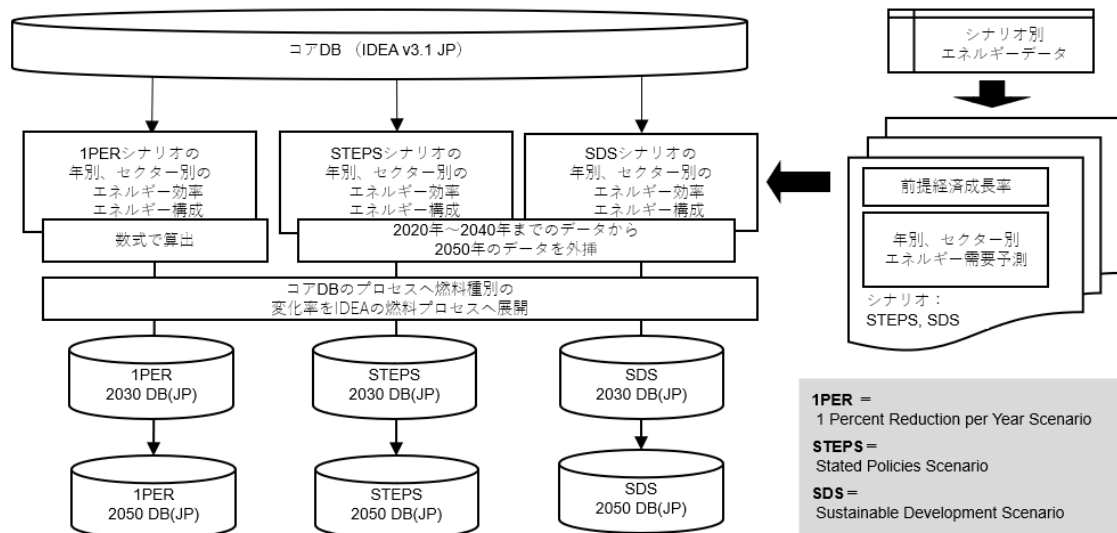 コアDB （IDEA v3.1 JP）
シナリオ別
エネルギーデータ
1PERシナリオの
年別、セクター別の
エネルギー効率
エネルギー構成
STEPSシナリオの
年別、セクター別の
エネルギー効率
エネルギー構成
SDSシナリオの
年別、セクター別の
エネルギー効率
エネルギー構成
前提経済成長率
年別、セクター別
エネルギー需要予測
シナリオ：
STEPS, SDS
数式で算出
2020年～2040年までのデータから
2050年のデータを外挿
コアDBのプロセスへ燃料種別の
変化率をIDEAの燃料プロセスへ展開
1PER
2030 DB(JP)
STEPS
2030 DB(JP)
SDS
2030 DB(JP)
1PER
2050 DB(JP)
STEPS
2050 DB(JP)
SDS
2050 DB(JP)
1PER ＝
1 Percent Reduction per Year Scenario
STEPS＝
Stated Policies Scenario
SDS＝
Sustainable Development Scenario